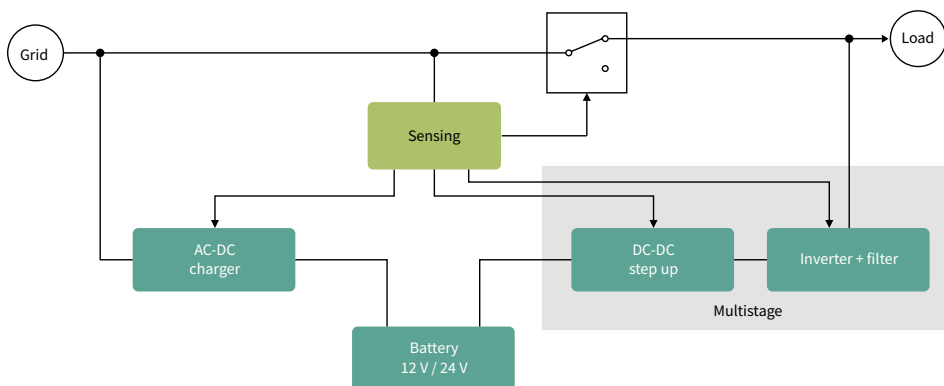 Grid
Load
Sensing
AC-DC
charger
DC-DC
step up
Inverter + filter
Multistage
Battery
12 V / 24 V